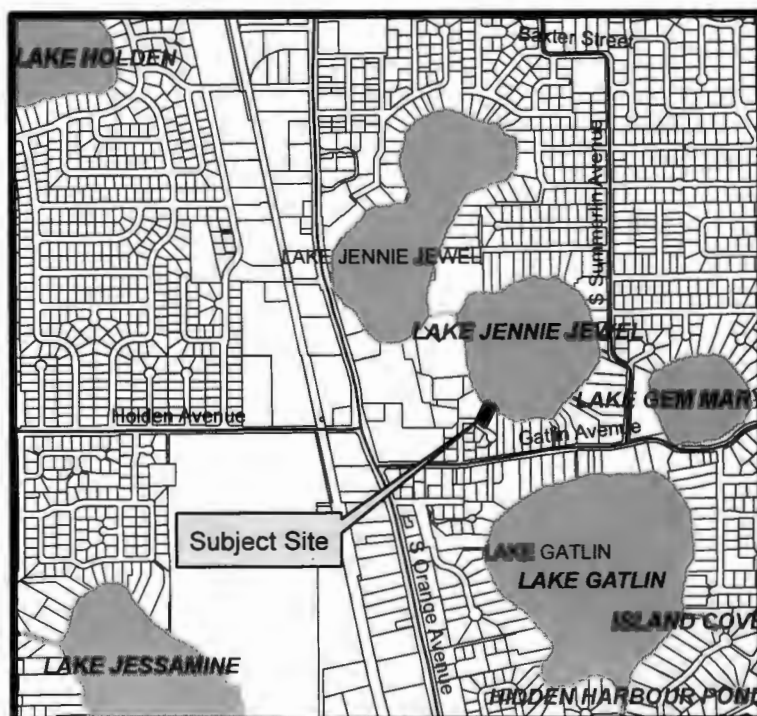 LAKE HOLDEN
Baxter Street
S Summerlin Avenue
LAKE JENNIE JEWEL
LAKE JENNIE JEWEL
LAKE GEM MARY
Holden Avenue
Gatlin Avenue
Subject Site
S Orange Avenue
LAKE GATLIN
LAKE GATLIN
ISLAND COVE
LAKE JESSAMINE
HIDDEN HARBOUR POND